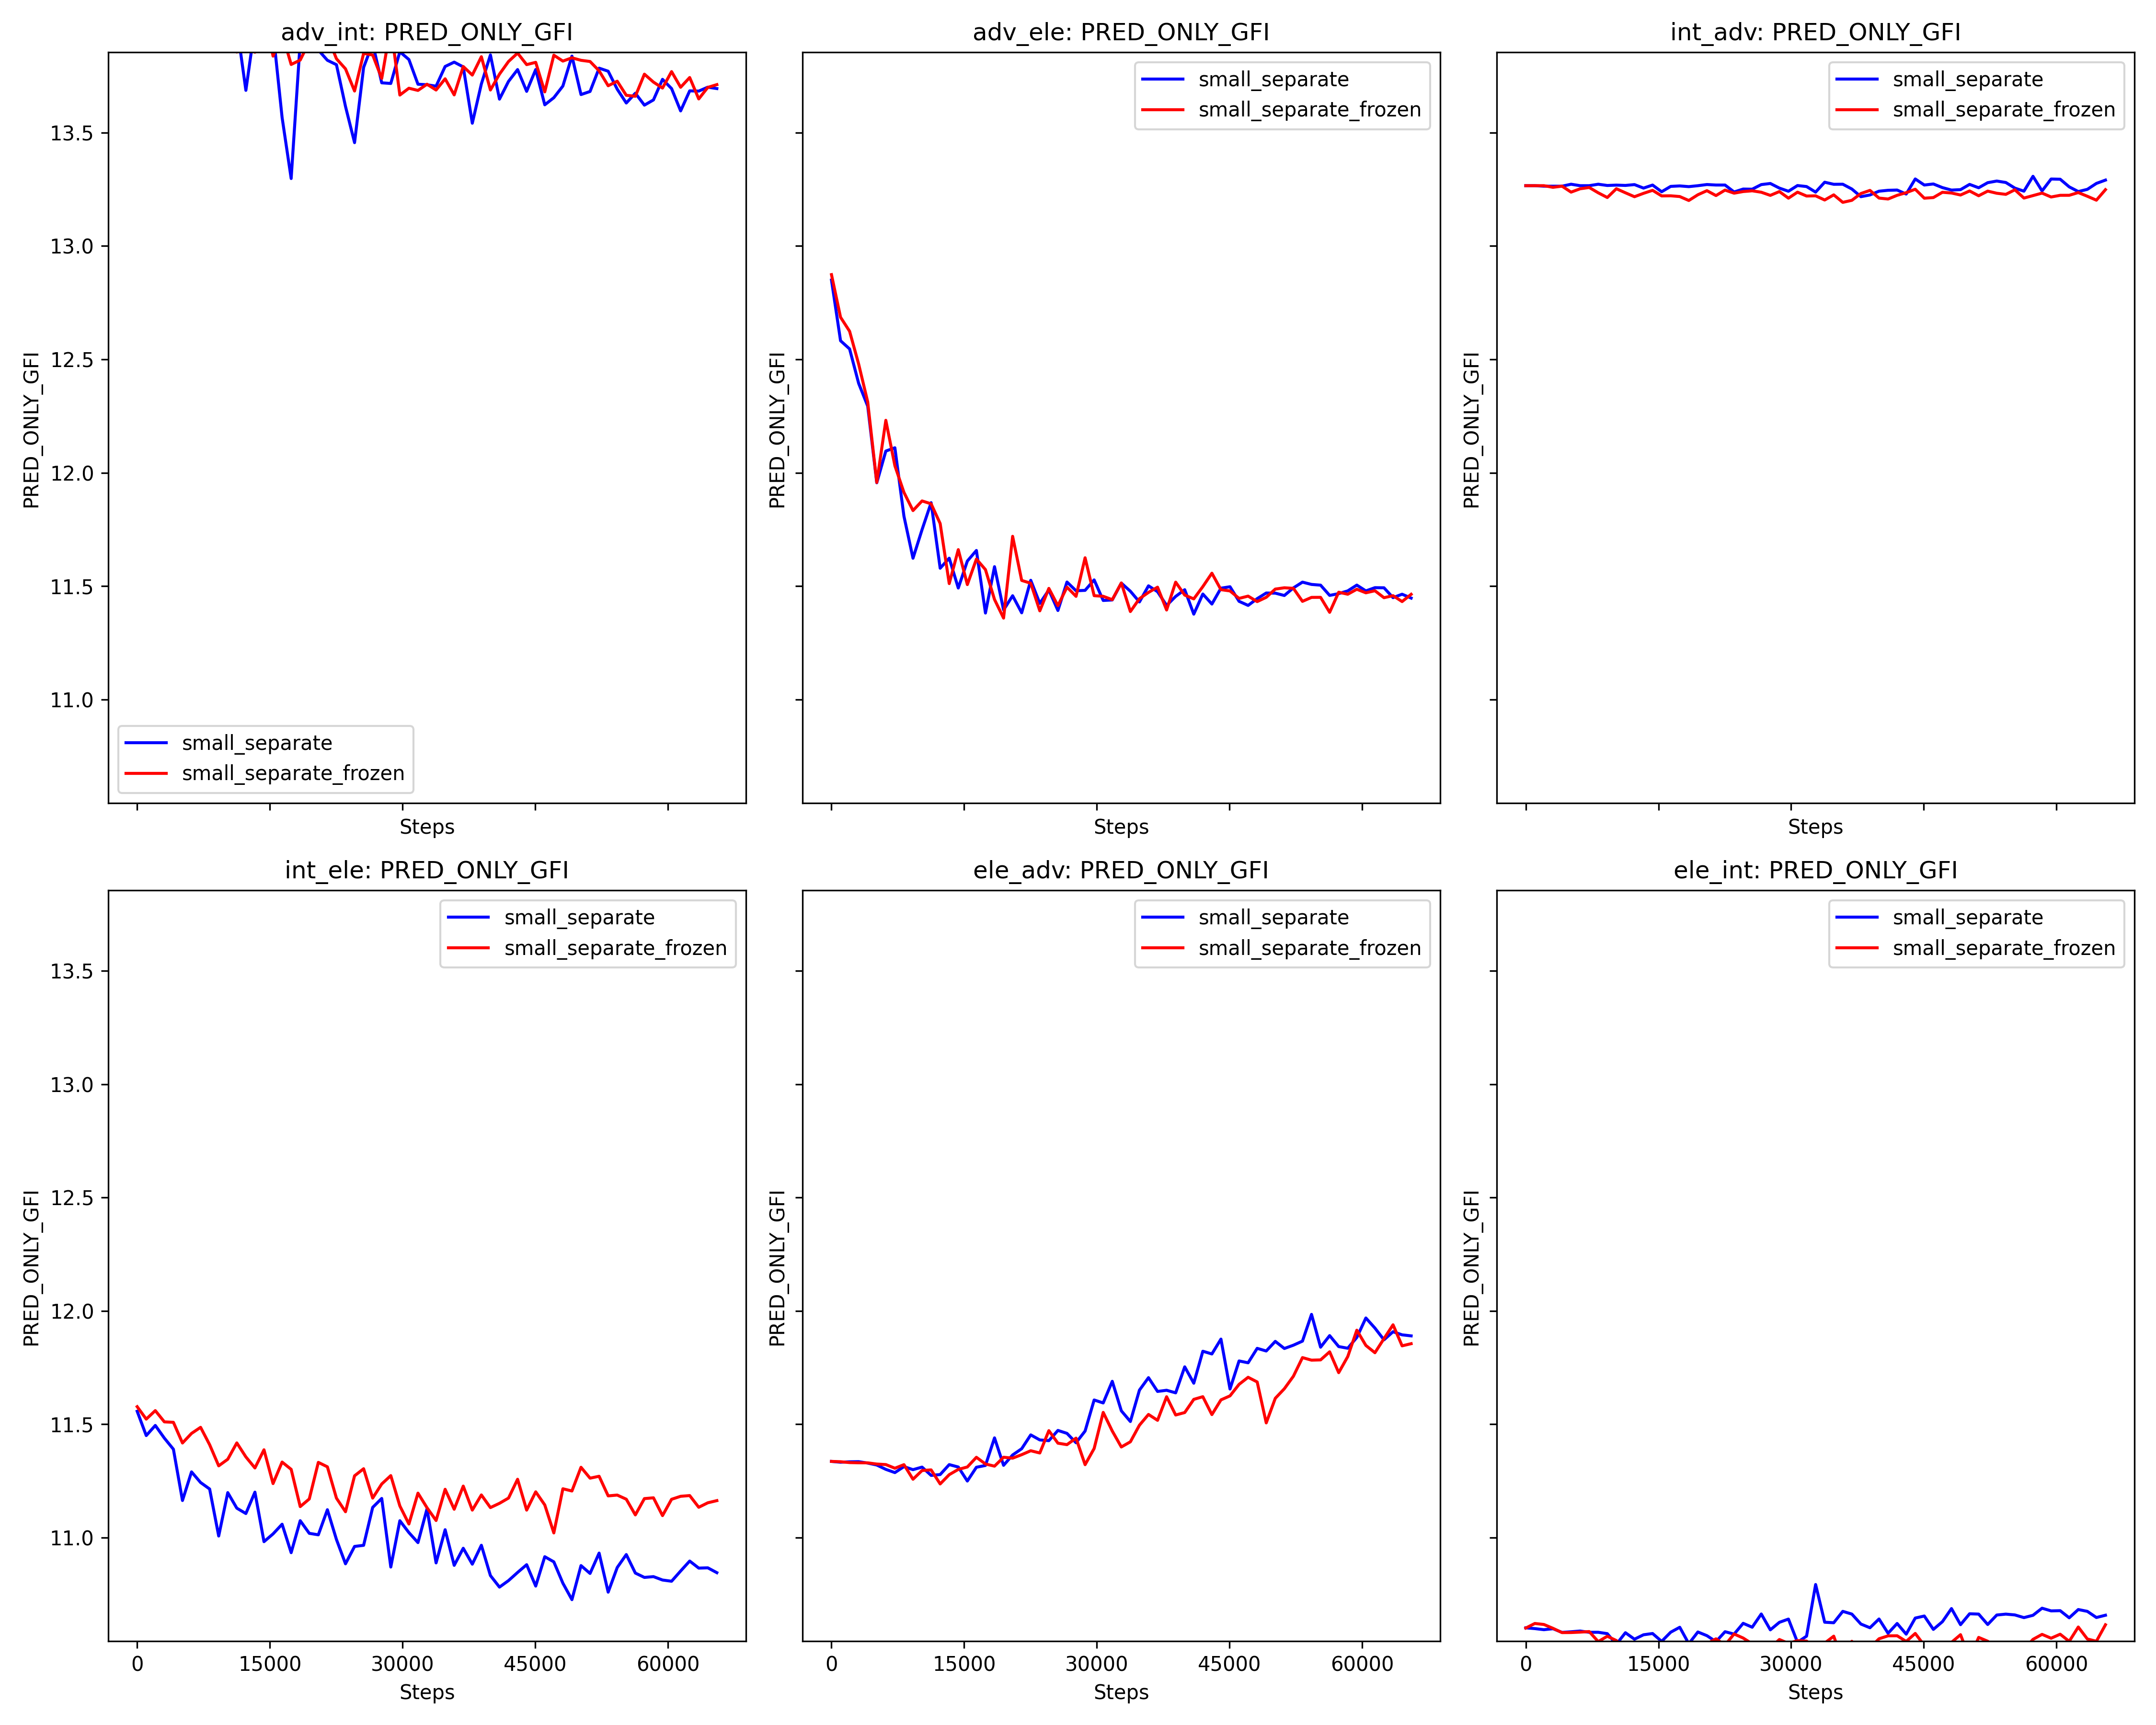 adv_int: PRED_ONLY_GFI
adv_ele: PRED_ONLY_GFI
int_adv: PRED_ONLY_GFI
PRED_ONLY_GFI
13.5
13.0
12.5
12.0
11.5
11.0
small_separate
small_separate_frozen
Steps
PRED_ONLY_GFI
small_separate
small_separate_frozen
Steps
PRED_ONLY_GFI
small_separate
small_separate_frozen
Steps
int_ele: PRED_ONLY_GFI
ele_adv: PRED_ONLY_GFI
ele_int: PRED_ONLY_GFI
PRED_ONLY_GFI
13.5
13.0
12.5
12.0
11.5
11.0
small_separate
small_separate_frozen
0 15000 30000 45000 60000
Steps
PRED_ONLY_GFI
small_separate
small_separate_frozen
0 15000 30000 45000 60000
Steps
PRED_ONLY_GFI
small_separate
small_separate_frozen
0 15000 30000 45000 60000
Steps